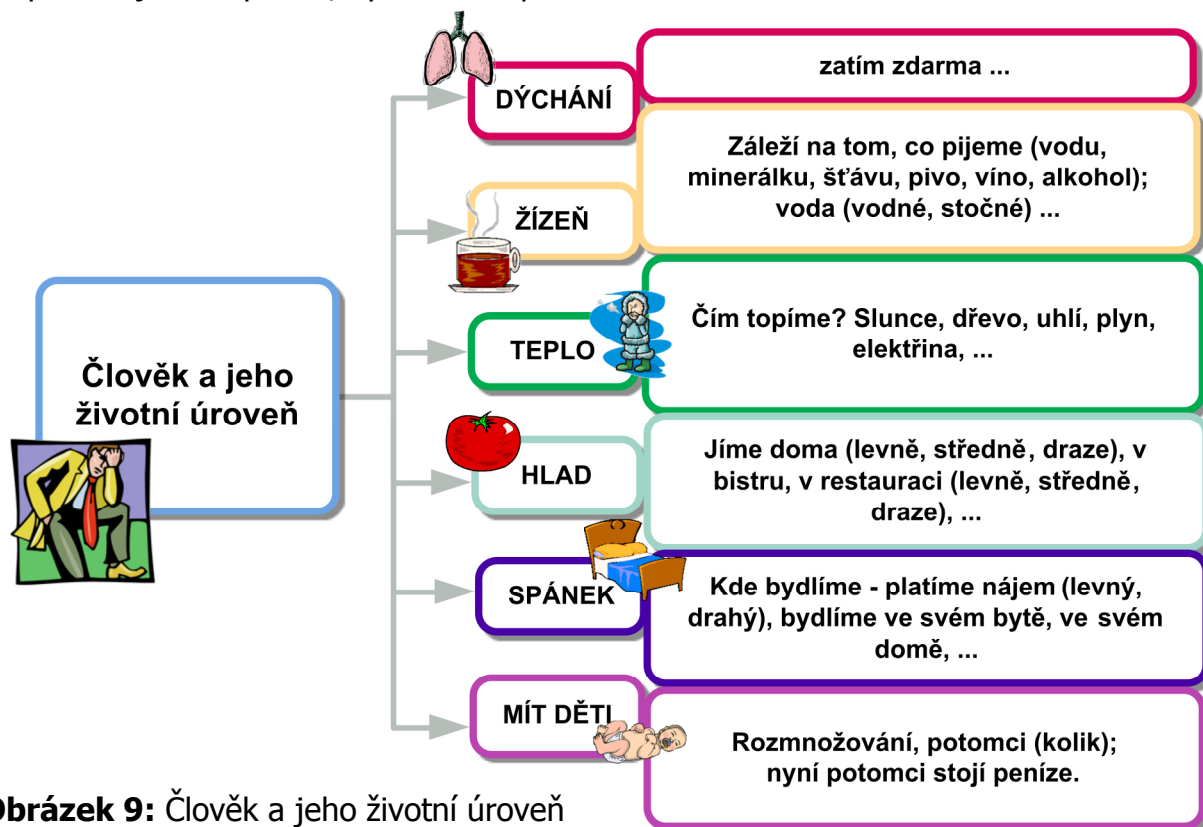 Člověk a jeho
životní úroveň
DÝCHÁNÍ
zatím zdarma ...
ŽÍZEŇ
Záleží na tom, co pijeme (vodu,
minerálku, šťávu, pivo, víno, alkohol);
voda (vodné, stočné) ...
TEPLO
Čím topíme? Slunce, dřevo, uhlí, plyn,
elektřina, ...
HLAD
Jíme doma (levně, středně, draze), v
bistru, v restauraci (levně, středně,
draze), ...
SPÁNEK
Kde bydlíme - platíme nájem (levný,
drahý), bydlíme ve svém bytě, ve svém
domě, ...
MÍT DĚTI
Rozmnožování, potomci (kolik);
nyní potomci stojí peníze.
Obrázek 9: Člověk a jeho životní úroveň